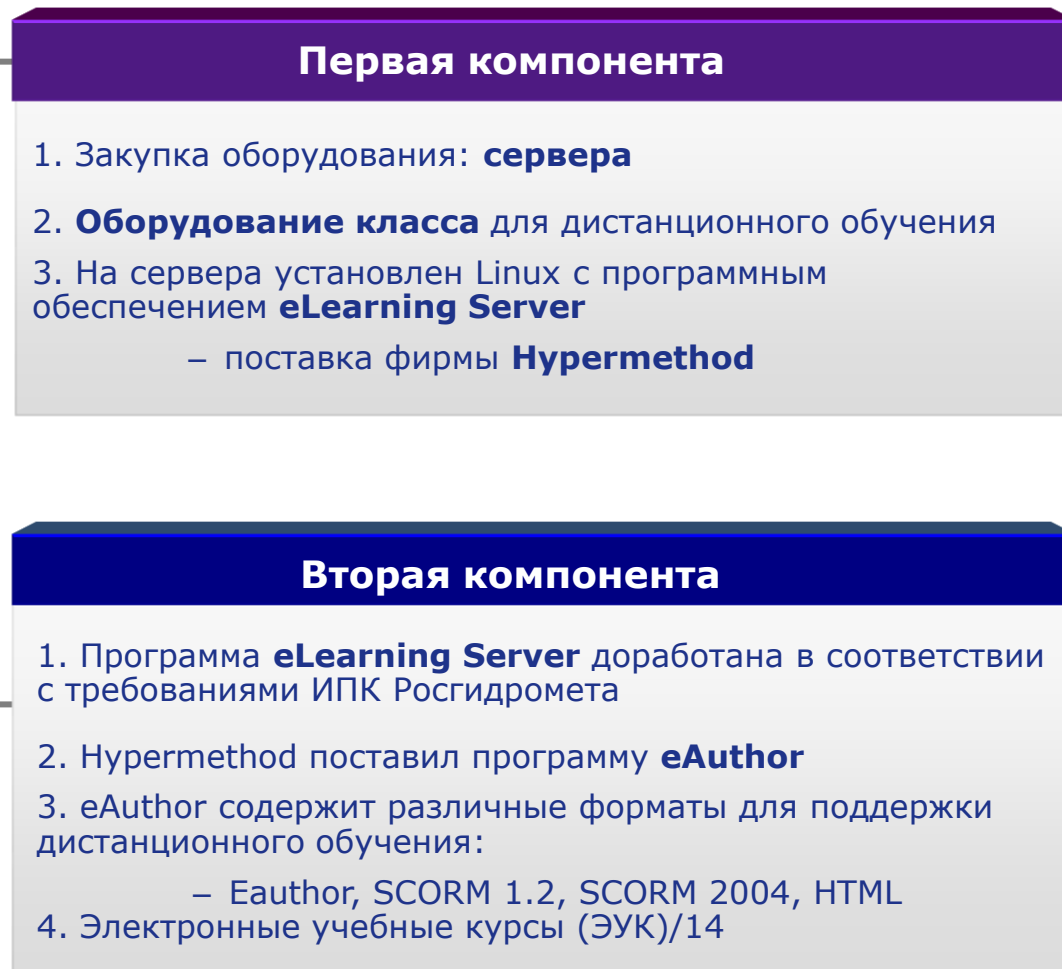 Первая компонента
1. Закупка оборудования: сервера
2. Оборудование класса для дистанционного обучения
3. На сервера установлен Linux с программным
обеспечением eLearning Server
– поставка фирмы Hypermethod
Вторая компонента
1. Программа eLearning Server доработана в соответствии
с требованиями ИПК Росгидромета
2. Hypermethod поставил программу eAuthor
3. eAuthor содержит различные форматы для поддержки
дистанционного обучения:
– Eauthor, SCORM 1.2, SCORM 2004, HTML
4. Электронные учебные курсы (ЭУК)/14